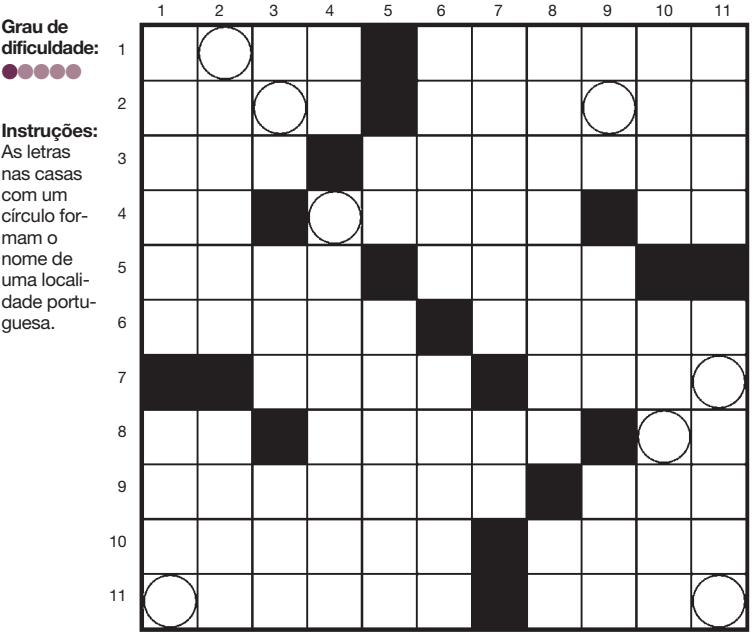 Grau de
dificuldade:
Instruções:
As letras
nas casas
com um
círculo for-
mam o
nome de
uma locali-
dade portu-
guesa.
1 2 3 4 5 6 7 8 9 10 11
1
2
3
4
5
6
7
8
9
10
11